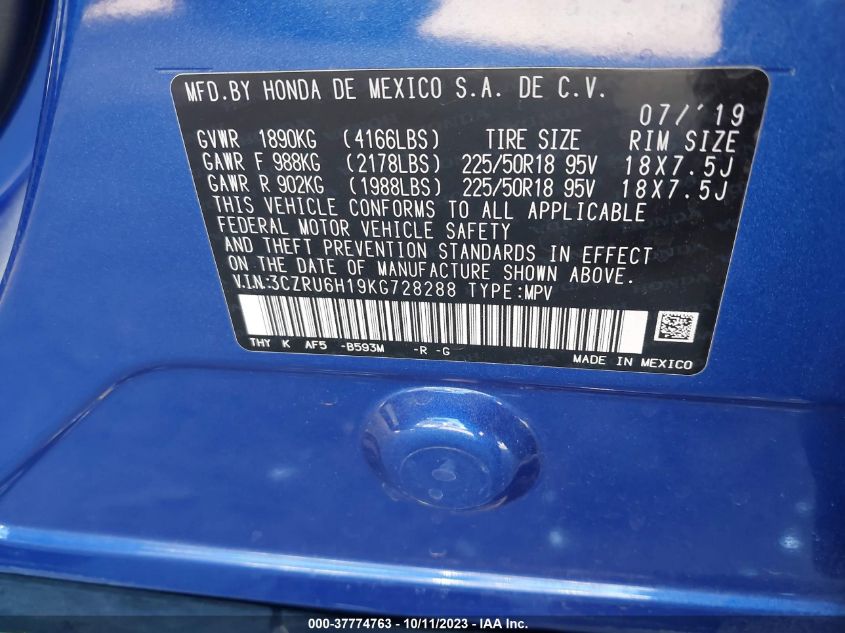 MFD.BY HONDA DE MEXICO S.A. DE C.V.
07/'19
GVWR 1890KG (4166LBS) TIRE SIZE RIM SIZE
GAWR F 988KG (2178LBS) 225/50R18 95V 18X7.5J
GAWR R 902KG (1988LBS) 225/50R18 95V 18X7.5J
THIS VEHICLE CONFORMS TO ALL APPLICABLE
FEDERAL MOTOR VEHICLE SAFETY
AND THEFT PREVENTION STANDARDS IN EFFECT
ON THE DATE OF MANUFACTURE SHOWN ABOVE.
V.I.N:3CZRU6H19KG728288 TYPE:MPV
THY K AF5 -B593M -R -G
MADE IN MEXICO
000-37774763 - 10/11/2023 - IAA Inc.